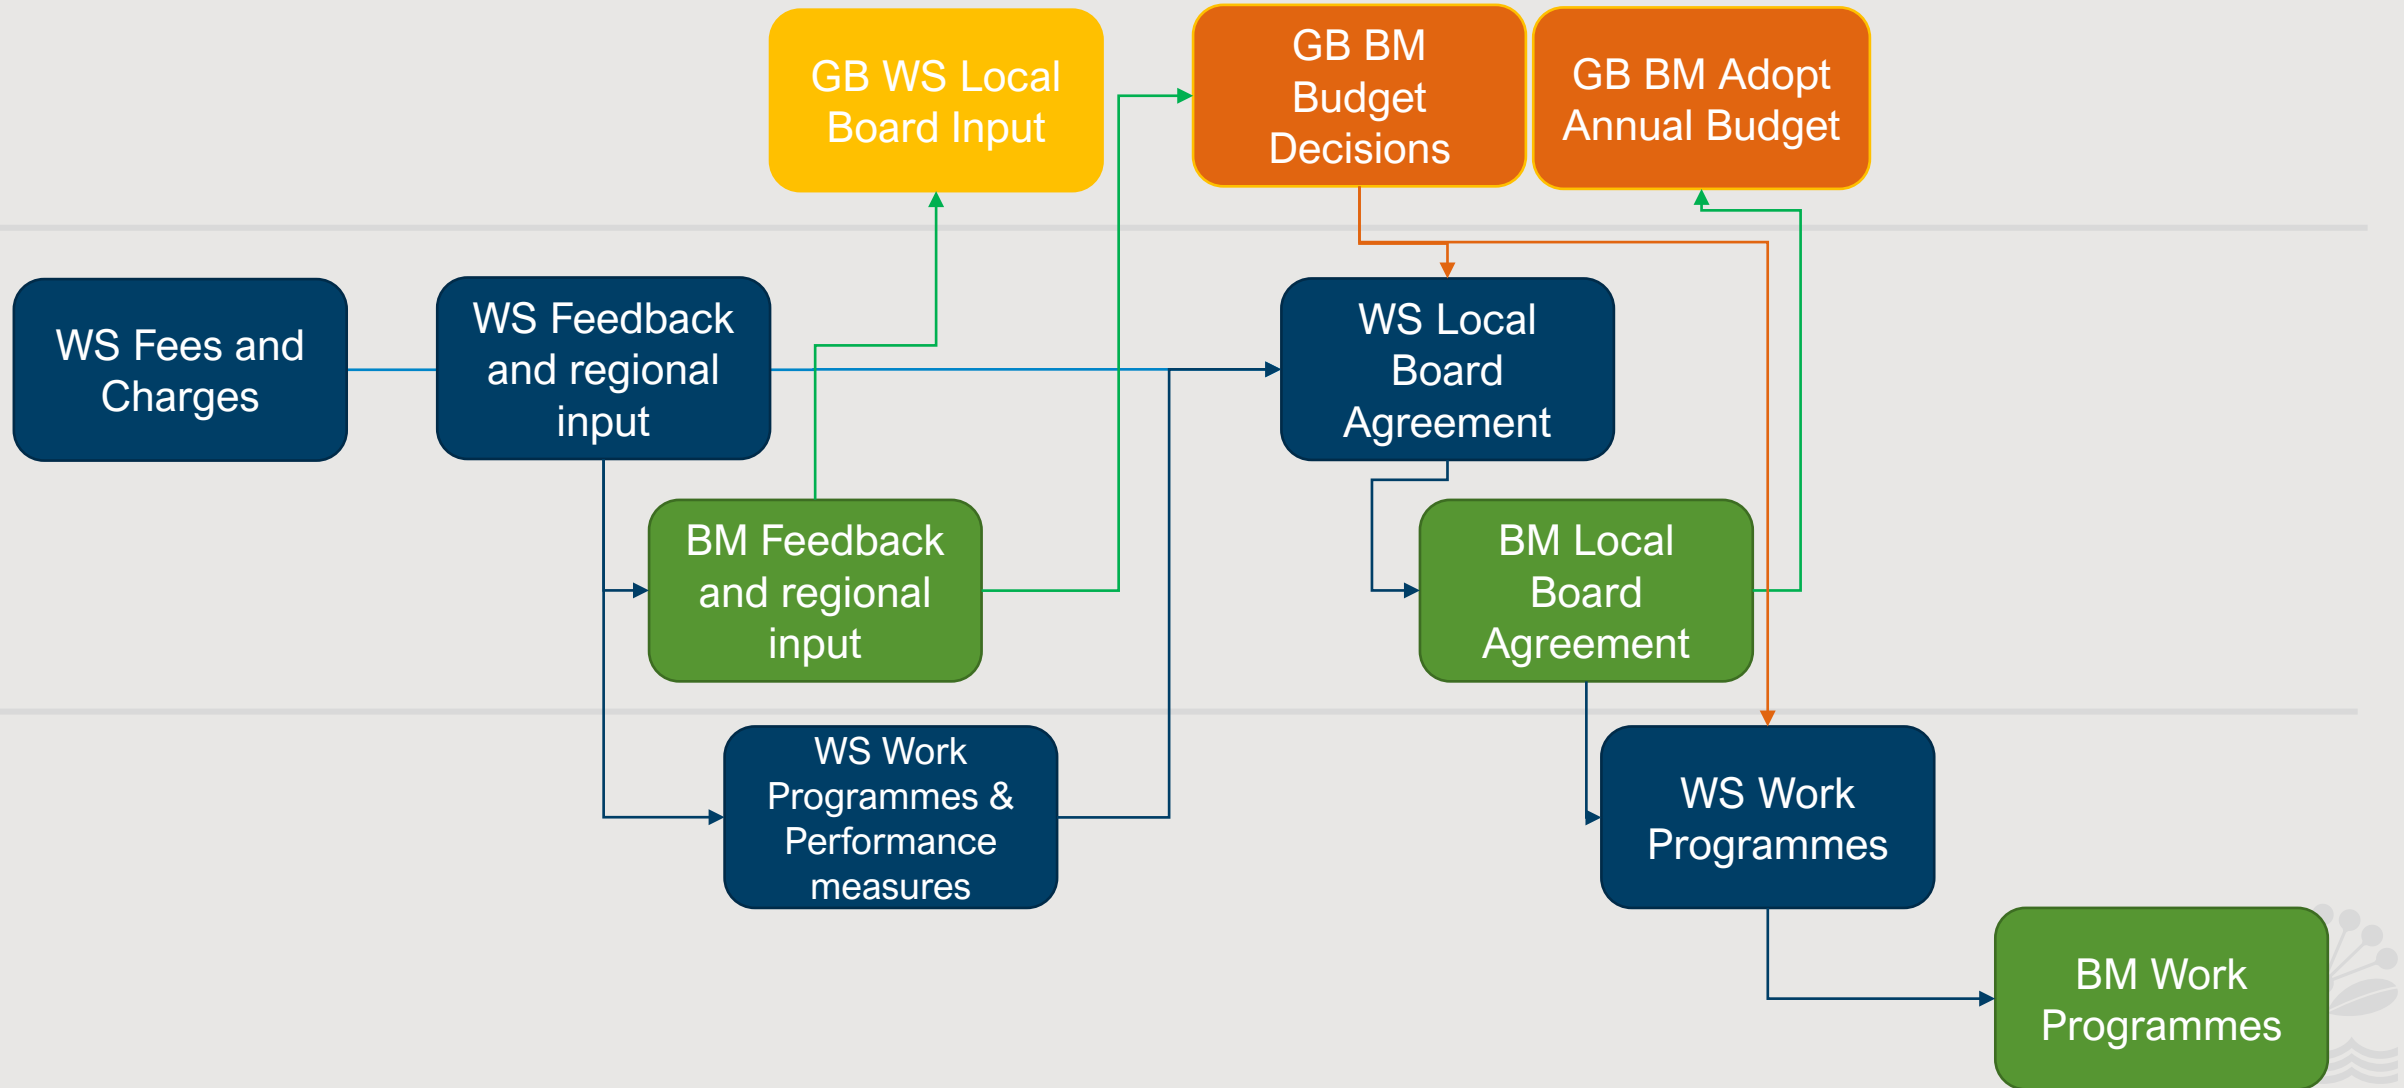 GB WS Local
Board Input
GB BM
Budget
Decisions
GB BM Adopt
Annual Budget
WS Fees and
Charges
WS Feedback
and regional
input
WS Local
Board
Agreement
BM Feedback
and regional
input
BM Local
Board
Agreement
WS Work
Programmes &
Performance
measures
WS Work
Programmes
BM Work
Programmes